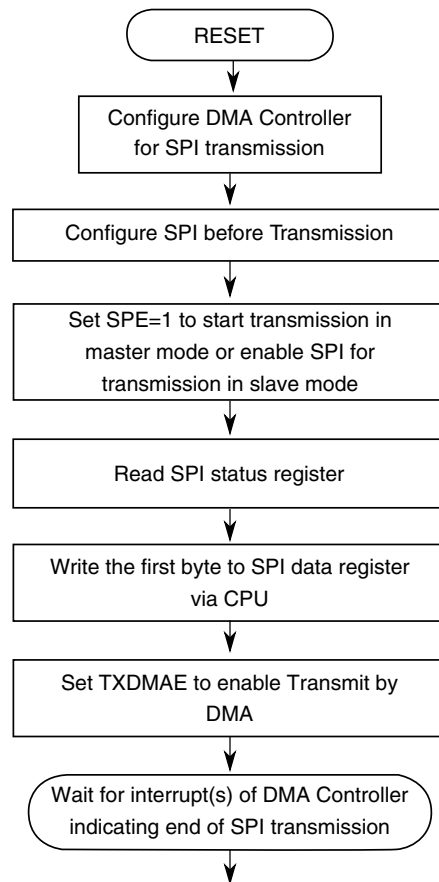 RESET
Configure DMA Controller
for SPI transmission
Configure SPI before Transmission
Set SPE=1 to start transmission in
master mode or enable SPI for
transmission in slave mode
Read SPI status register
Write the first byte to SPI data register
via CPU
Set TXDMAE to enable Transmit by
DMA
Wait for interrupt(s) of DMA Controller
indicating end of SPI transmission